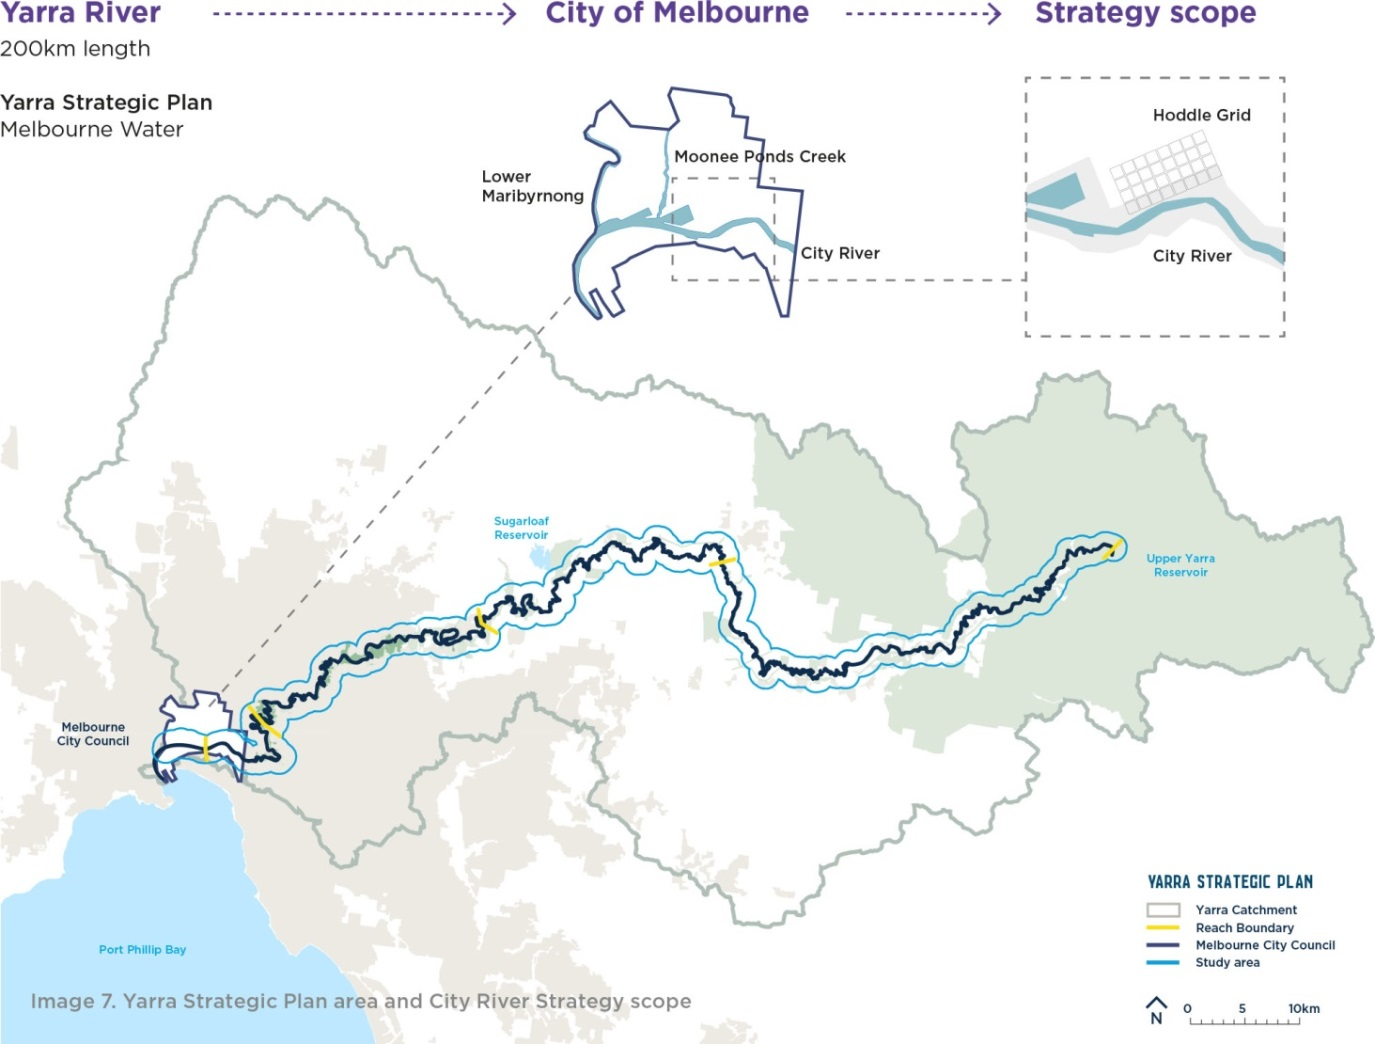 Yarra River
City of Melbourne
Strategy scope
200km length
Yarra Strategic Plan
Melbourne Water
Hoddle Grid
Moonee Ponds Creek
Lower
Maribyrnong
City River
City River
Sugarloaf
Reservoir
Upper Yarra
Reservoir
Melbourne
City Council
YARRA STRATEGIC PLAN
Yarra Catchment
Reach Boundary
Melbourne City Council
Study area
Port Phillip Bay
Image 7. Yarra Strategic Plan area and City River Strategy scope
N
0 5 10km